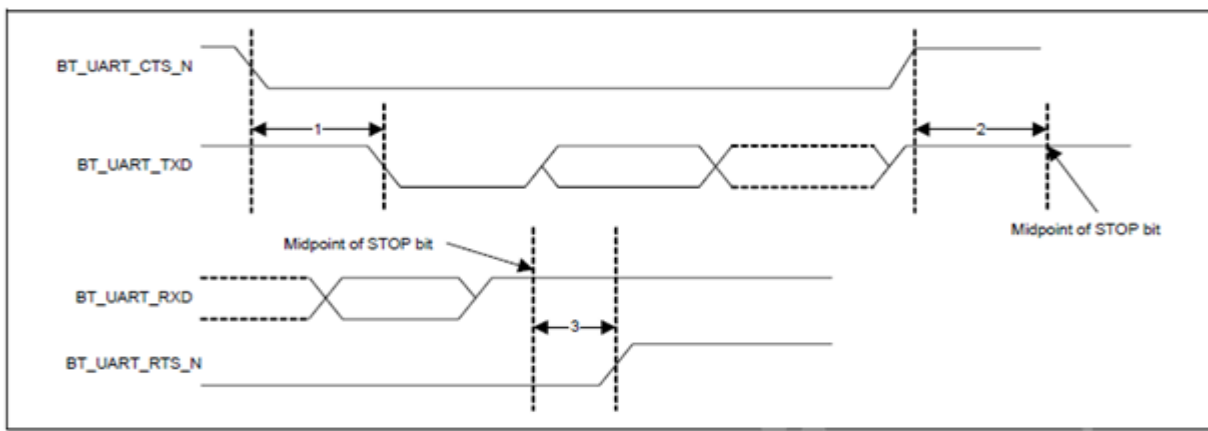 BT_UART_CTS_N
1
2
BT_UART_TXD
Midpoint of STOP bit
Midpoint of STOP bit
BT_UART_RXD
3
BT_UART_RTS_N